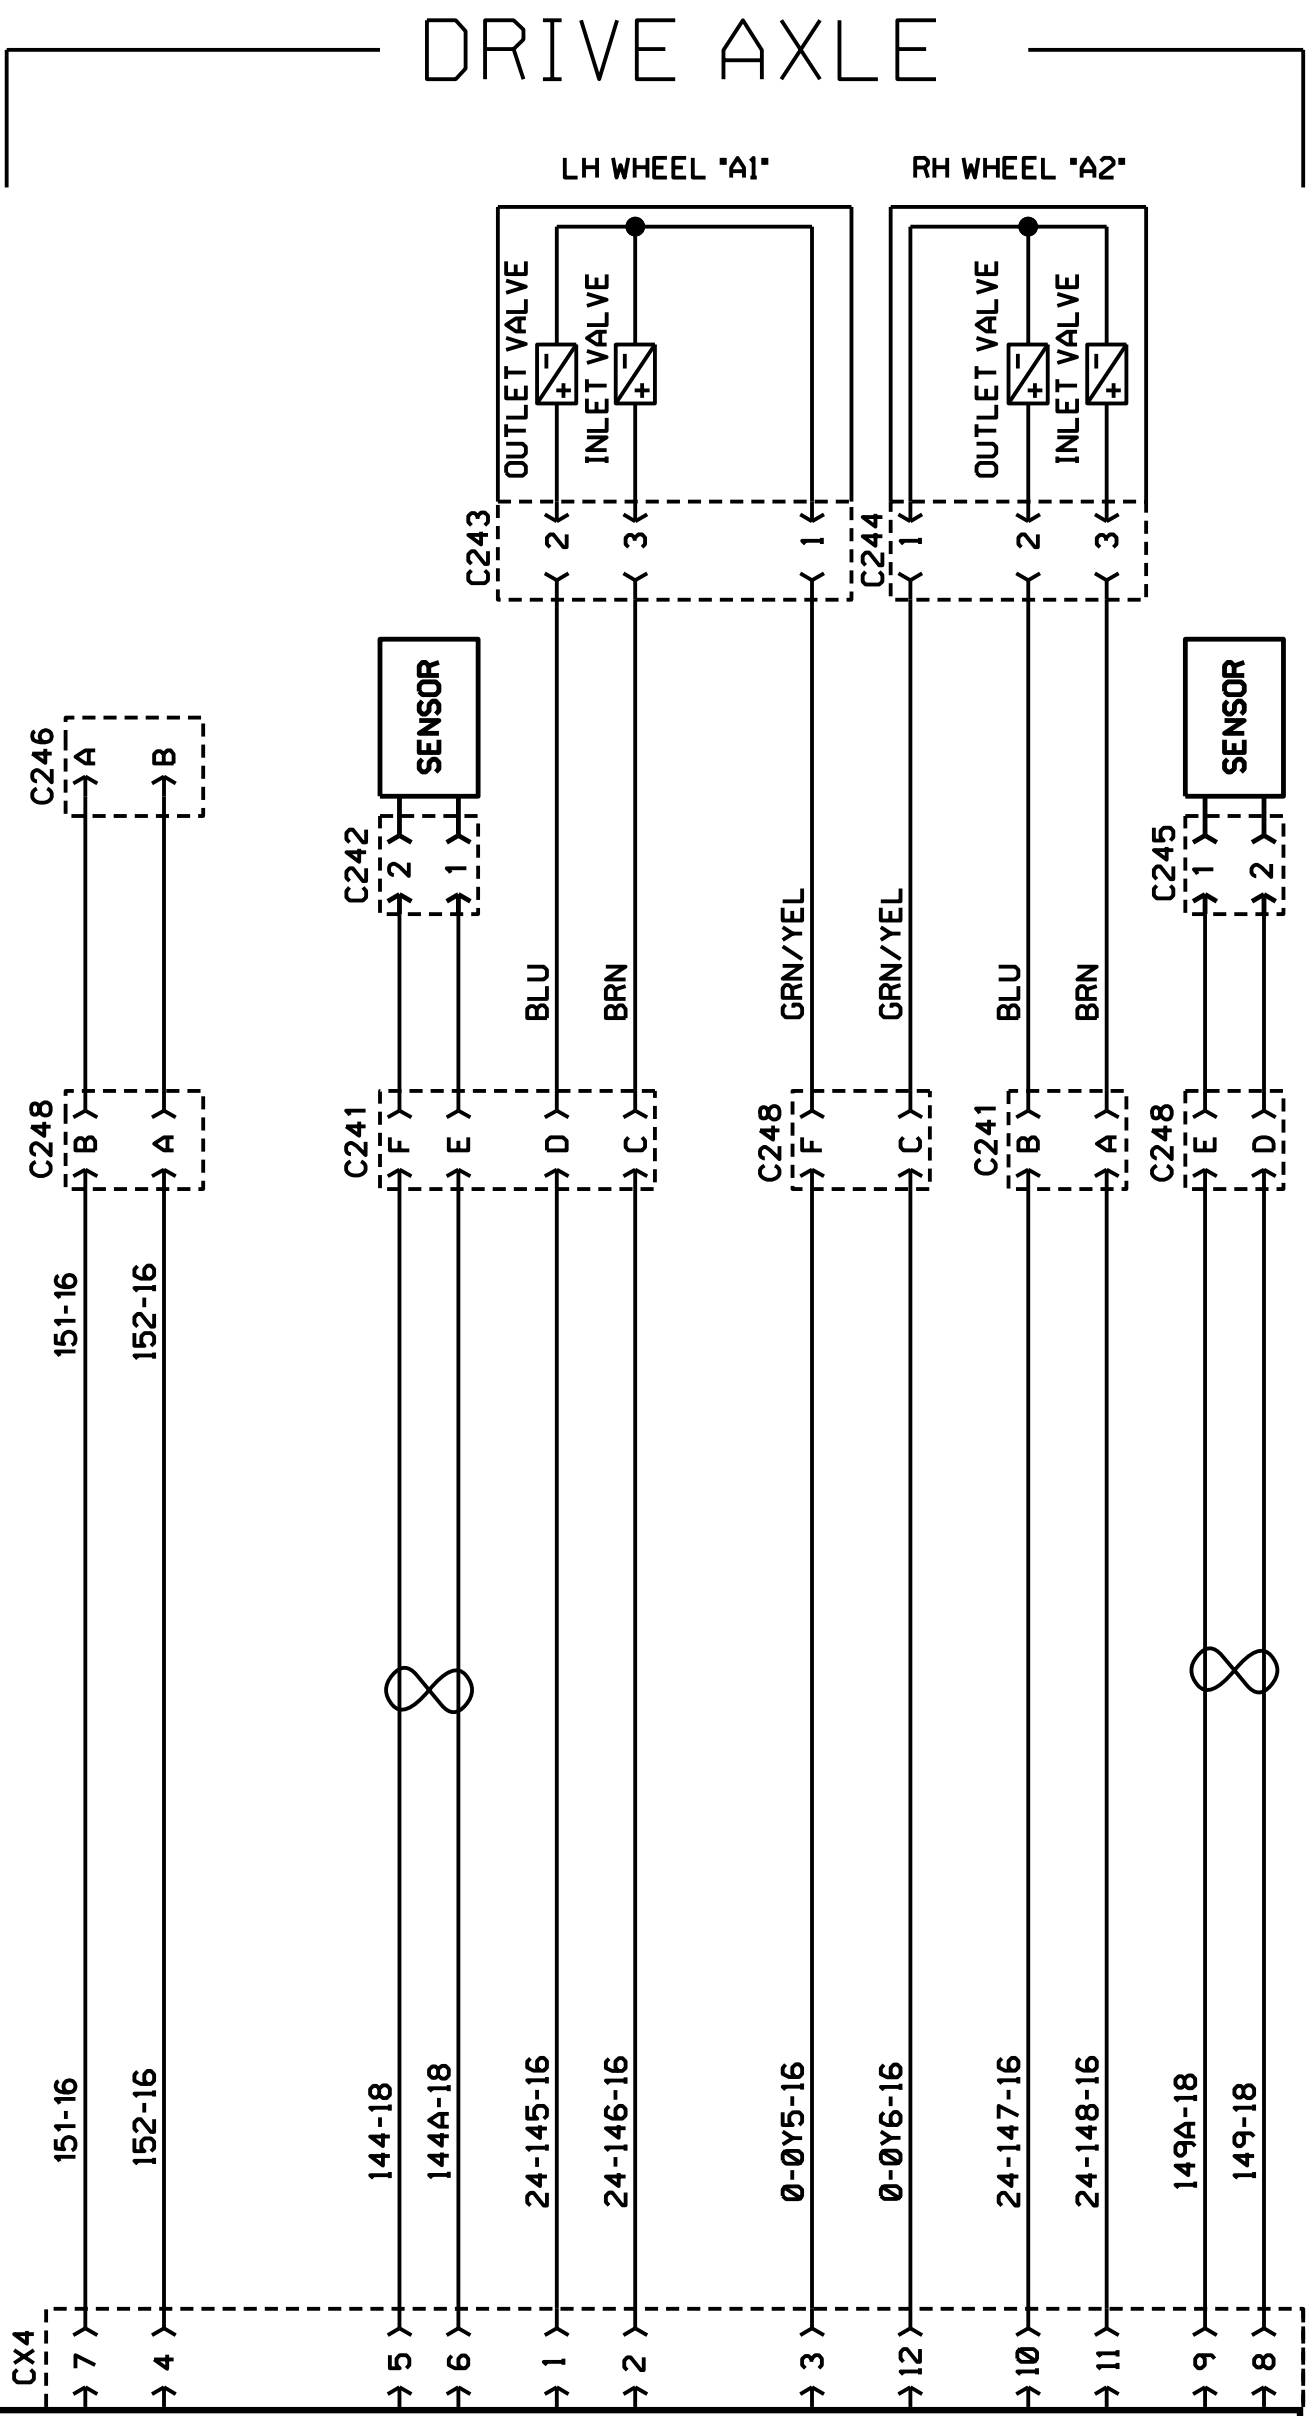 DRIVE AXLE
LH WHEEL "A1"
RH WHEEL "A2"
OUTLET VALVE
INLET VALVE
OUTLET VALVE
INLET VALVE
- + - + - + - +
C243
2 3 1
C244
1 2 3
SENSOR
SENSOR
C246
A B
C242
2 1
C245
1 2
BLU
BRN
GRN/YEL
GRN/YEL
BLU
BRN
C248
B A
C241
F E D C
C248
F C
C241
B A
C248
E D
151-16
152-16
151-16
152-16
144-18
144A-18
24-145-16
24-146-16
0-0Y5-16
0-0Y6-16
24-147-16
24-148-16
149A-18
149-18
CX4
7 4 5 6 1 2 3 12 10 11 9 8